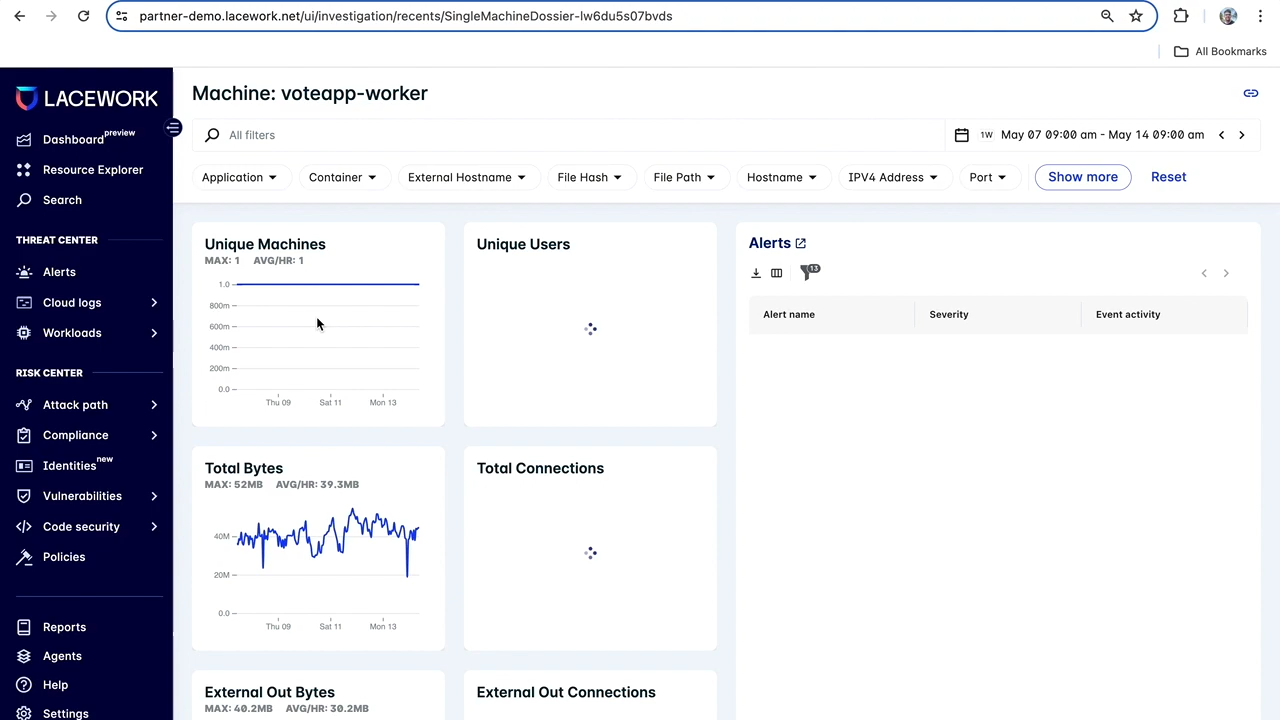 partner-demo.lacework.net/ui/investigation/recents/SingleMachineDossier-lw6du5s07bvds
All Bookmarks
LACEWORK
Dashboard preview
Resource Explorer
Search
THREAT CENTER
Alerts
Cloud logs
Workloads
RISK CENTER
Attack path
Compliance
Identities new
Vulnerabilities
Code security
Policies
Reports
Agents
Help
Settings
Machine: voteapp-worker
All filters
1W May 07 09:00 am - May 14 09:00 am
Application Container External Hostname File Hash File Path Hostname IPV4 Address Port Show more Reset
Unique Machines
MAX: 1 AVG/HR: 1
1.0
800m
600m
400m
200m
0.0
Thu 09 Sat 11 Mon 13
Unique Users
Total Bytes
MAX: 52MB AVG/HR: 39.3MB
40M
20M
0.0
Thu 09 Sat 11 Mon 13
Total Connections
External Out Bytes
MAX: 40.2MB AVG/HR: 30.2MB
External Out Connections
Alerts
13
Alert name Severity Event activity